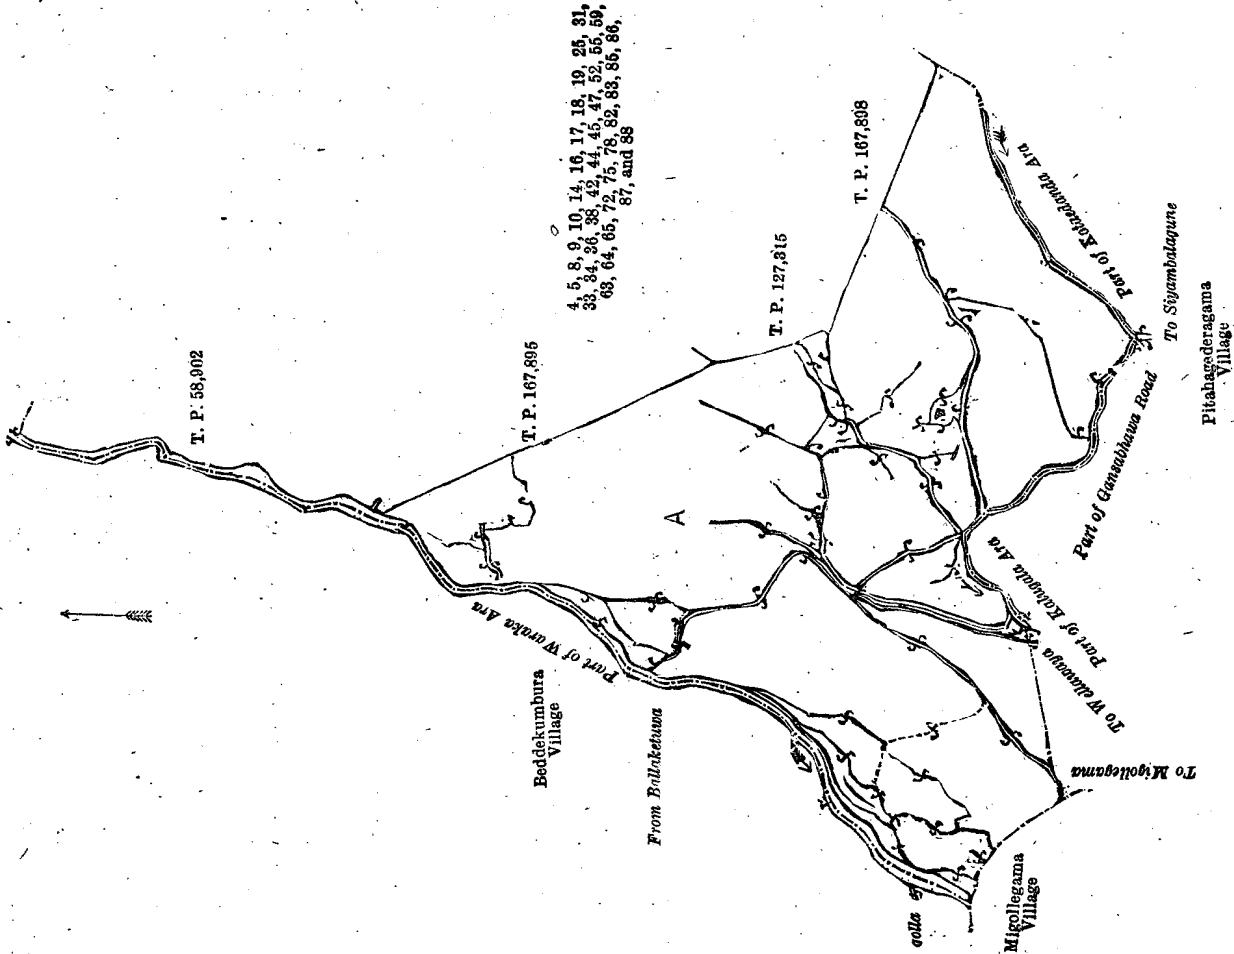 T. P. 58,902
T. P. 167,895
4, 5, 8, 9, 10, 14, 16, 17, 18, 19, 25, 31,
33, 34, 36, 38, 42, 44, 45, 47, 52, 55, 59,
63, 64, 65, 72, 75, 78, 82, 83, 85, 86,
87, and 88
T. P. 127,315
T. P. 167,898
A
Part of Waraka Ara
Beddekumbura
Village
From Ballaketuwa
Part of Kotiedanda Ara
To Siyambalagune
Pitahagederagama
Village
Part of Gansabhawa Road
Part of Kalugala Ara
To Wellawaya
To Migollegama
Migollegama
Village
golla